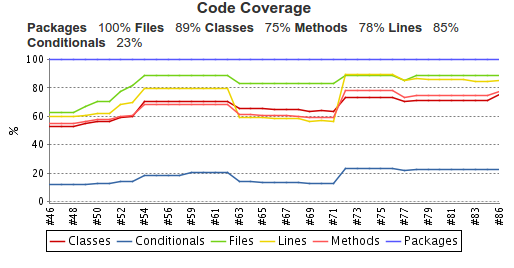 Code Coverage
Packages 100% Files 89% Classes 75% Methods 78% Lines 85%
Conditionals 23%
100
80
60
40
20
0
%
#46 #48 #50 #52 #54 #56 #59 #61 #63 #65 #67 #69 #71 #73 #75 #77 #79 #81 #83 #86
Classes Conditionals Files Lines Methods Packages